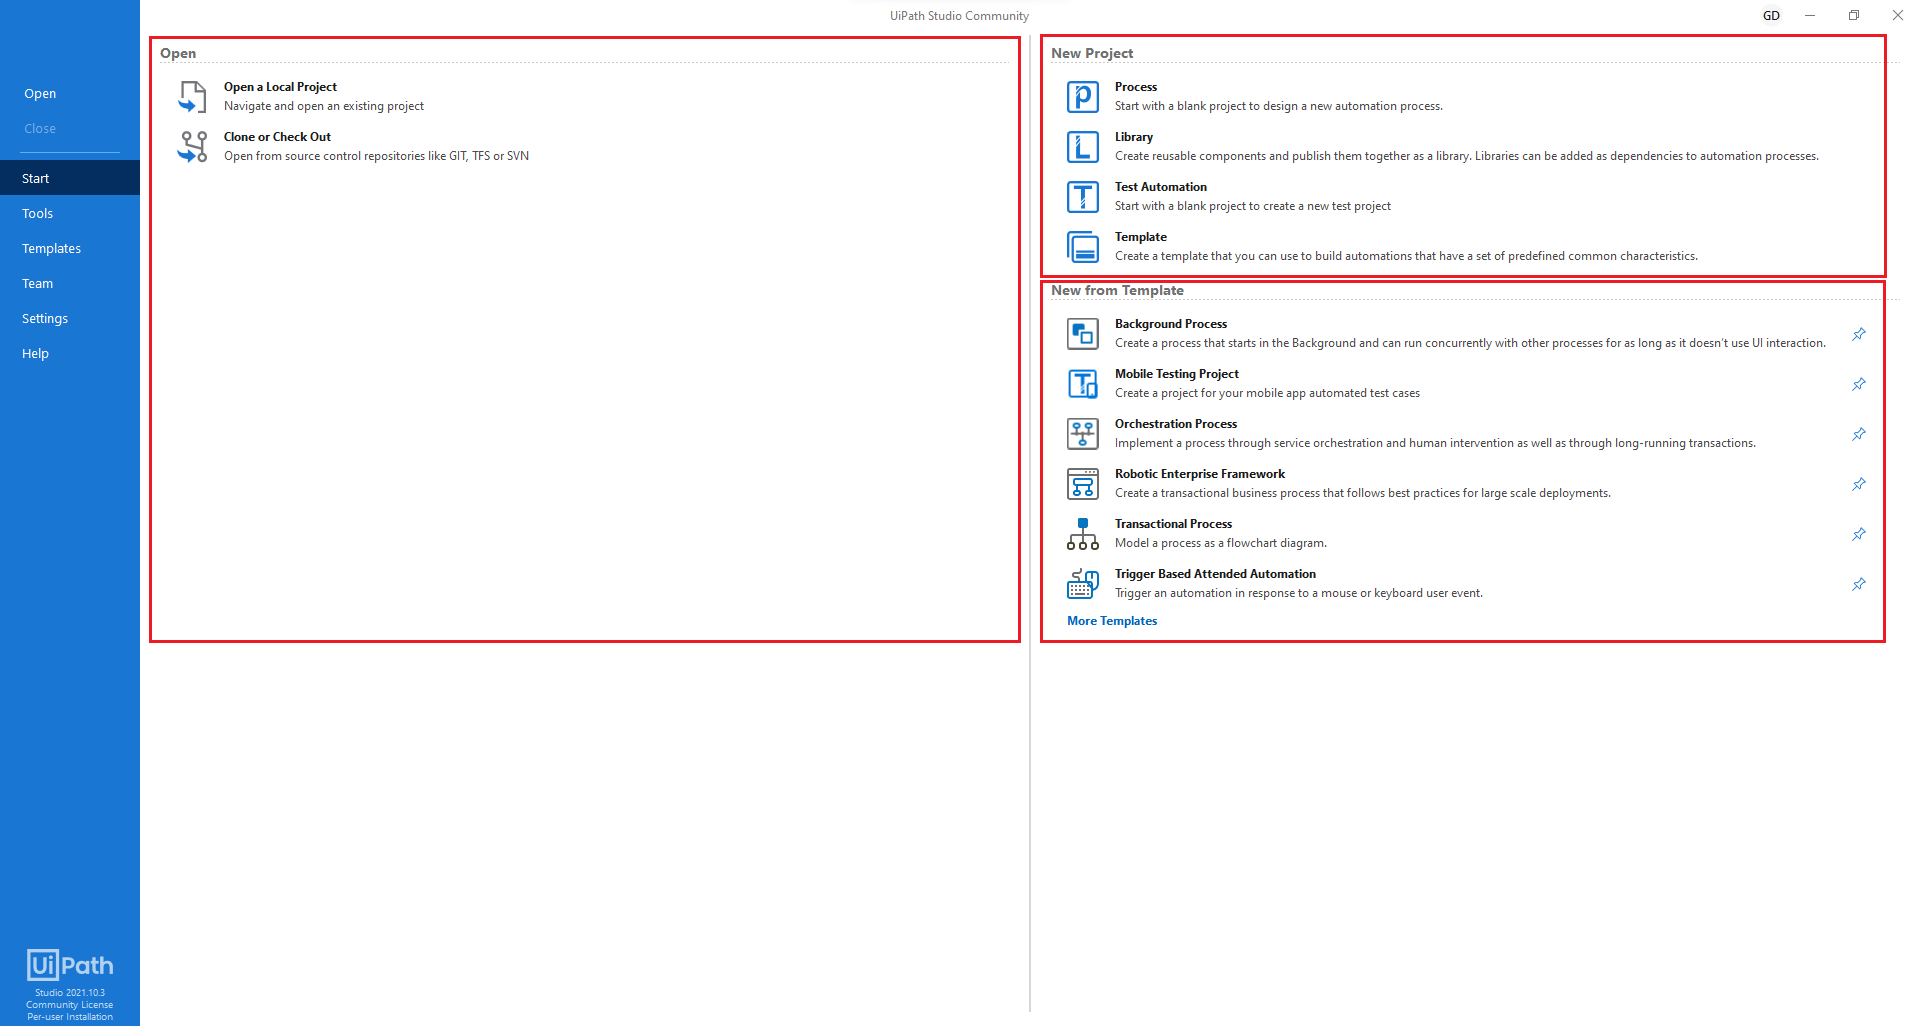 UiPath Studio Community
GD
Open
Close
Start
Tools
Templates
Team
Settings
Help
UiPath
Studio 2021.10.3
Community License
Per-user Installation
Open
Open a Local Project
Navigate and open an existing project
Clone or Check Out
Open from source control repositories like GIT, TFS or SVN
New Project
Process
Start with a blank project to design a new automation process.
Library
Create reusable components and publish them together as a library. Libraries can be added as dependencies to automation processes.
Test Automation
Start with a blank project to create a new test project
Template
Create a template that you can use to build automations that have a set of predefined common characteristics.
New from Template
Background Process
Create a process that starts in the Background and can run concurrently with other processes for as long as it doesn't use UI interaction.
Mobile Testing Project
Create a project for your mobile app automated test cases
Orchestration Process
Implement a process through service orchestration and human intervention as well as through long-running transactions.
Robotic Enterprise Framework
Create a transactional business process that follows best practices for large scale deployments.
Transactional Process
Model a process as a flowchart diagram.
Trigger Based Attended Automation
Trigger an automation in response to a mouse or keyboard user event.
More Templates